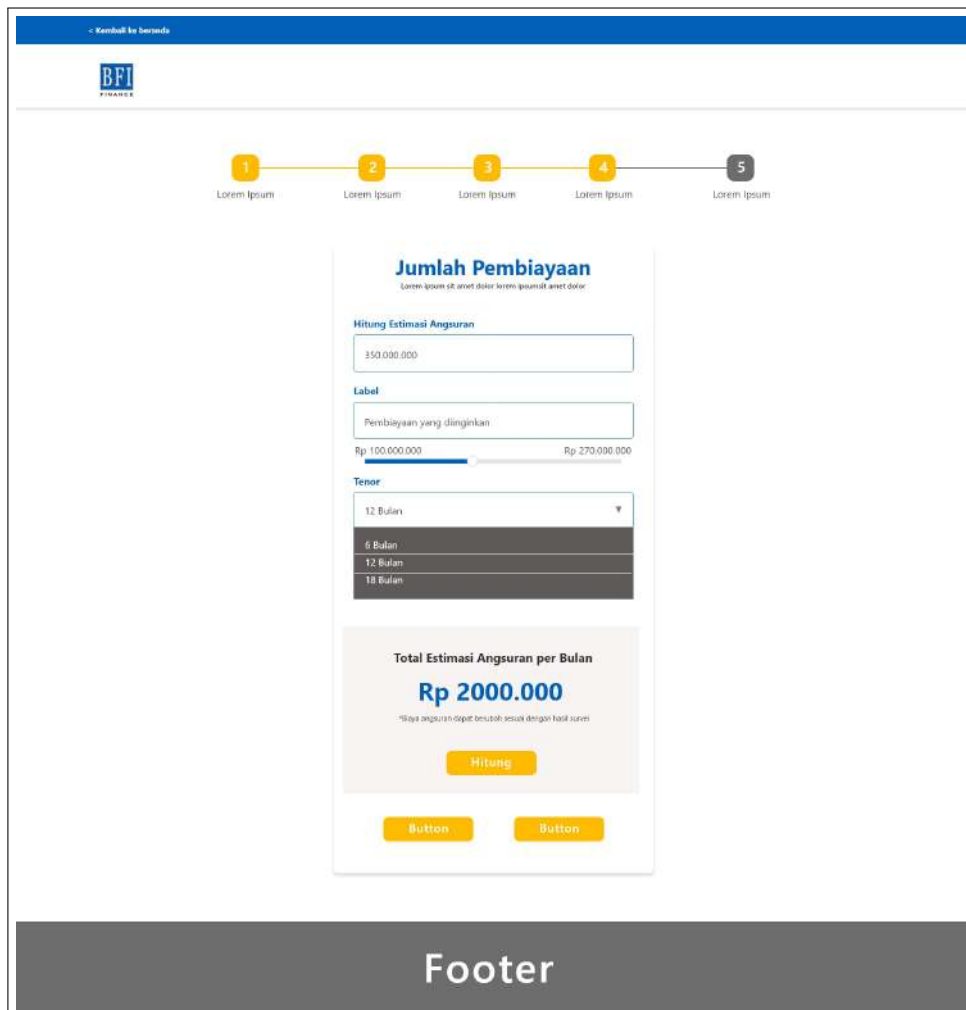 < Kembali ke beranda
BFI
FINANCE
1 2 3 4 5
Lorem Ipsum Lorem Ipsum Lorem Ipsum Lorem Ipsum Lorem Ipsum
Jumlah Pembiayaan
Lorem ipsum sit amet dolor lorem ipsumsit amet dolor
Hitung Estimasi Angsuran
350.000.000
Label
Pembiayaan yang diinginkan
Rp 100.000.000 Rp 270.000.000
Tenor
12 Bulan ▼
6 Bulan
12 Bulan
18 Bulan
Total Estimasi Angsuran per Bulan
Rp 2000.000
*Biaya angsuran dapat berubah sesuai dengan hasil survei
Hitung
Button Button
Footer